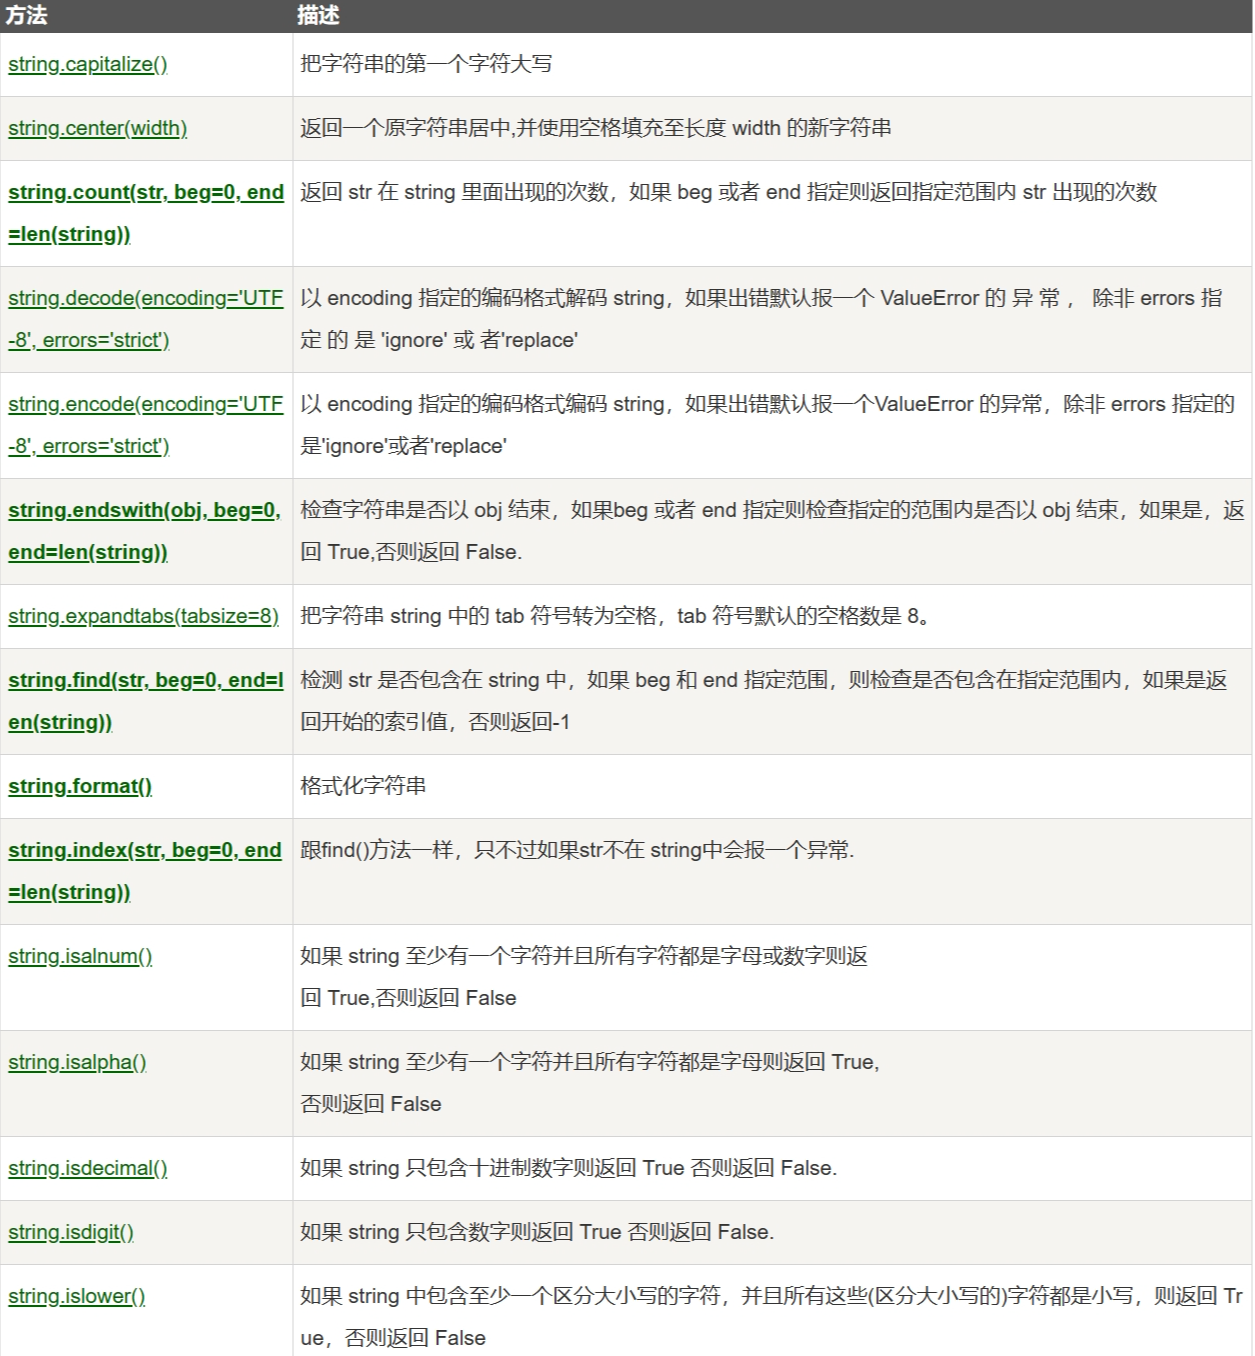 方法 描述
string.capitalize() 把字符串的第一个字符大写
string.center(width) 返回一个原字符串居中,并使用空格填充至长度 width 的新字符串
string.count(str, beg=0, end
=len(string))
返回 str 在 string 里面出现的次数，如果 beg 或者 end 指定则返回指定范围内 str 出现的次数
string.decode(encoding='UTF
-8', errors='strict')
以 encoding 指定的编码格式解码 string，如果出错默认报一个 ValueError 的 异 常 ， 除非 errors 指
定 的 是 'ignore' 或 者'replace'
string.encode(encoding='UTF
-8', errors='strict')
以 encoding 指定的编码格式编码 string，如果出错默认报一个ValueError 的异常，除非 errors 指定的
是'ignore'或者'replace'
string.endswith(obj, beg=0,
end=len(string))
检查字符串是否以 obj 结束，如果beg 或者 end 指定则检查指定的范围内是否以 obj 结束，如果是，返
回 True,否则返回 False.
string.expandtabs(tabsize=8) 把字符串 string 中的 tab 符号转为空格，tab 符号默认的空格数是 8。
string.find(str, beg=0, end=l
en(string))
检测 str 是否包含在 string 中，如果 beg 和 end 指定范围，则检查是否包含在指定范围内，如果是返
回开始的索引值，否则返回-1
string.format() 格式化字符串
string.index(str, beg=0, end
=len(string))
跟find()方法一样，只不过如果str不在 string中会报一个异常.
string.isalnum() 如果 string 至少有一个字符并且所有字符都是字母或数字则返
回 True,否则返回 False
string.isalpha() 如果 string 至少有一个字符并且所有字符都是字母则返回 True,
否则返回 False
string.isdecimal() 如果 string 只包含十进制数字则返回 True 否则返回 False.
string.isdigit() 如果 string 只包含数字则返回 True 否则返回 False.
string.islower() 如果 string 中包含至少一个区分大小写的字符，并且所有这些(区分大小写的)字符都是小写，则返回 Tr
ue，否则返回 False